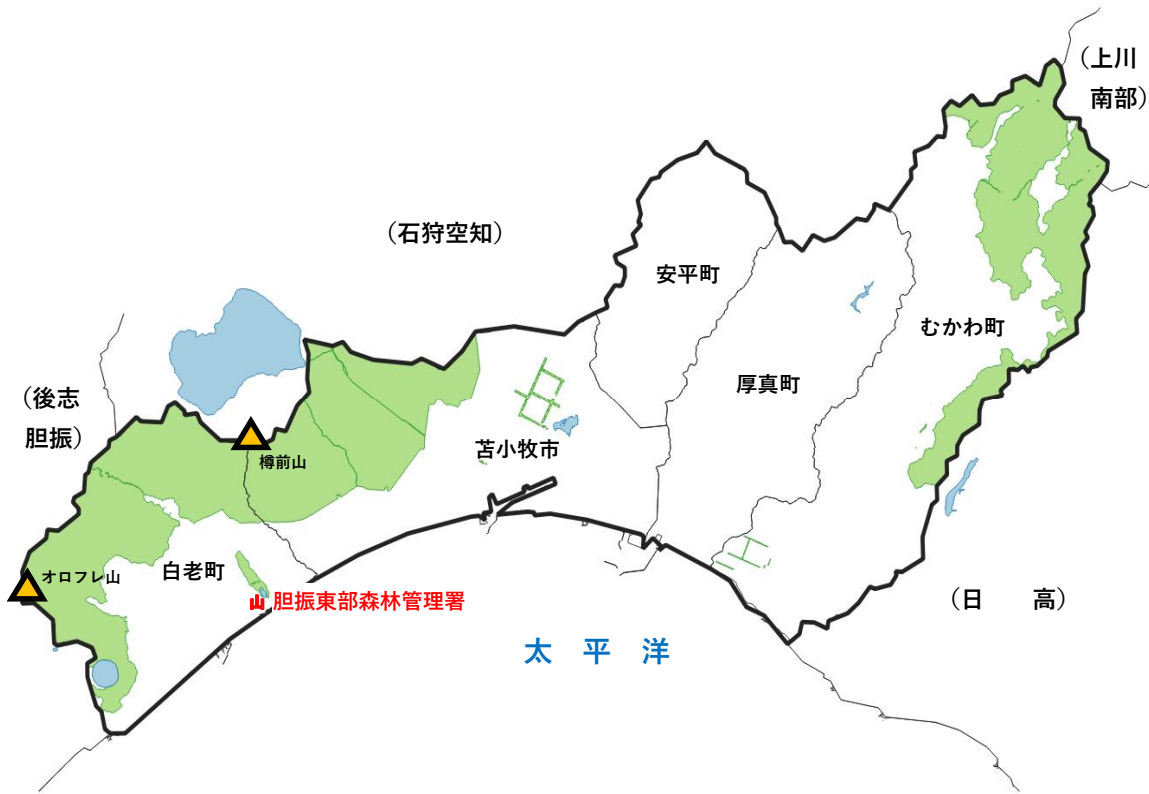 （上川
南部）
（石狩空知）
安平町
むかわ町
厚真町
（後志
胆振）
樽前山
苫小牧市
オロフレ山
白老町
山 胆振東部森林管理署
（日　　高）
太　平　洋